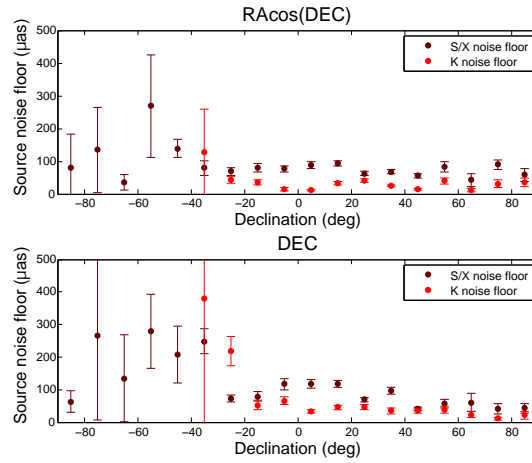 RAcos(DEC)
Source noise floor (µas)
500
400
300
200
100
0
S/X noise floor
K noise floor
−80 −60 −40 −20 0 20 40 60 80
Declination (deg)
DEC
Source noise floor (µas)
500
400
300
200
100
0
S/X noise floor
K noise floor
−80 −60 −40 −20 0 20 40 60 80
Declination (deg)